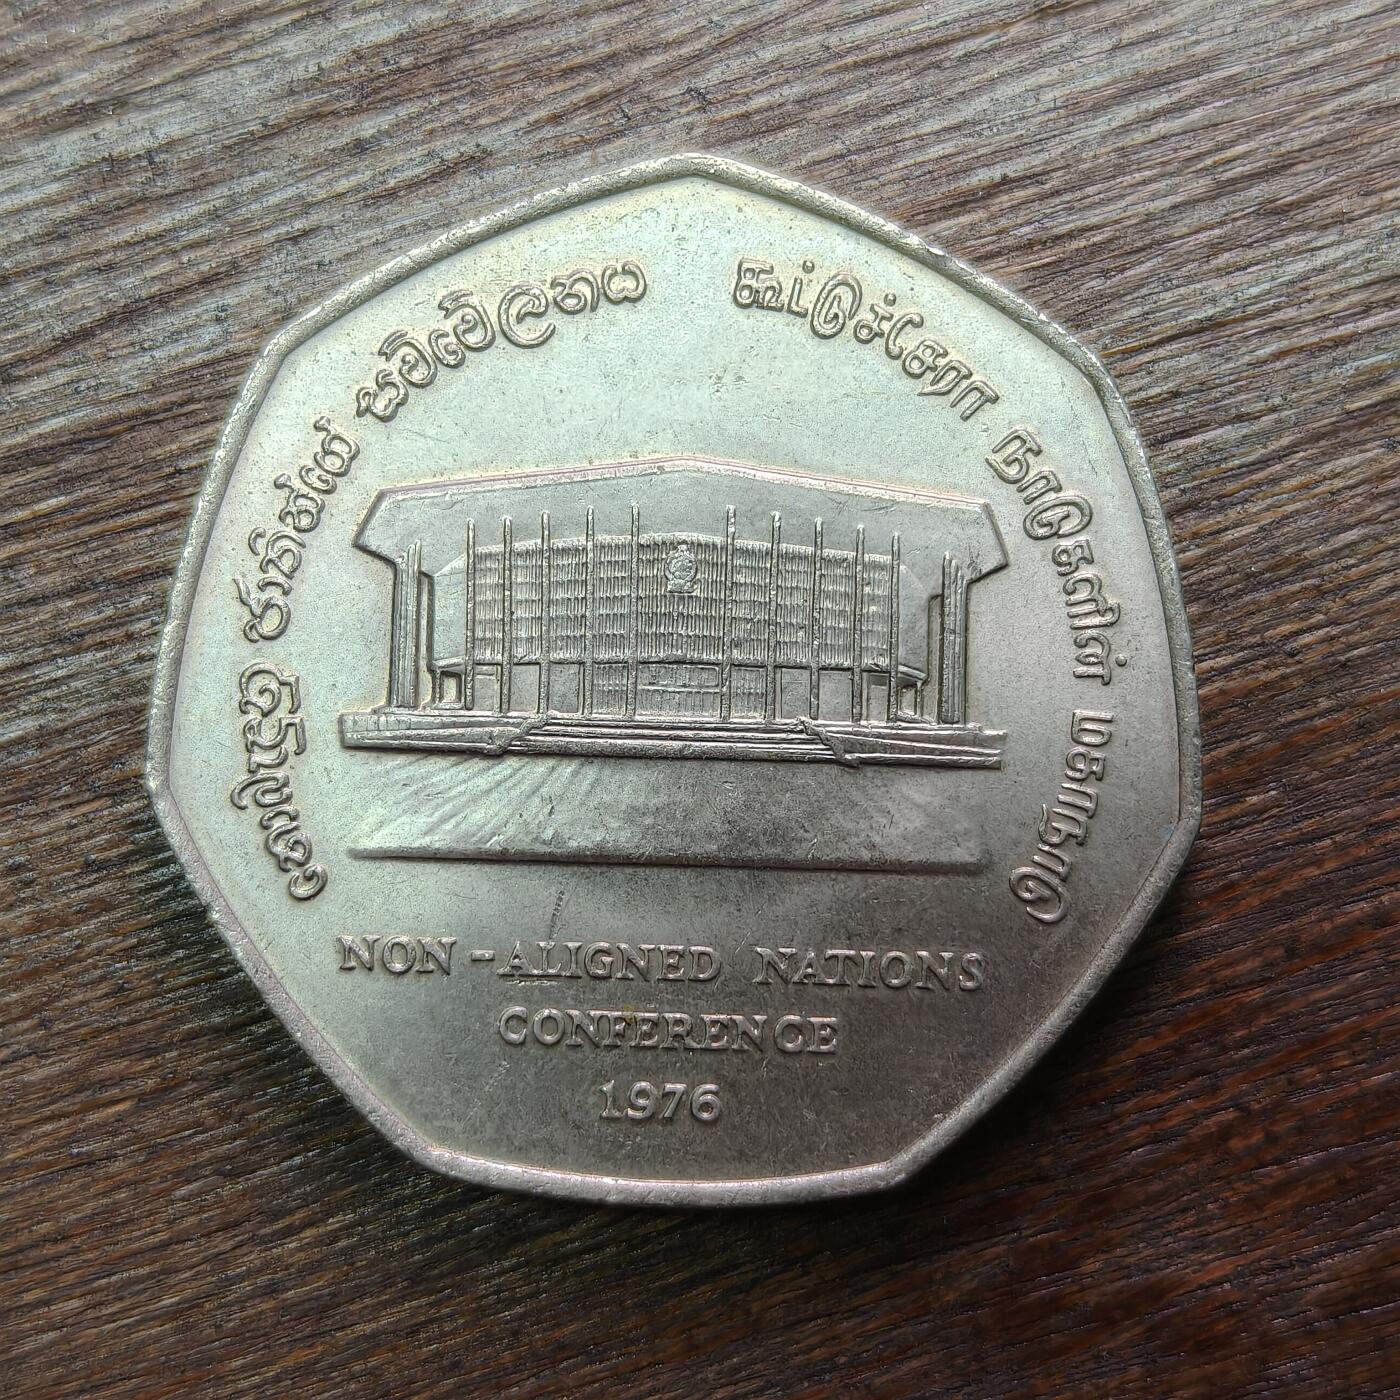 නොබැඳි ජාතින්ගේ සම්මේලනය
கூட்டுச்சேரா நாடுகளின் மகாநாடு
NON-ALIGNED NATIONS
CONFERENCE
1976